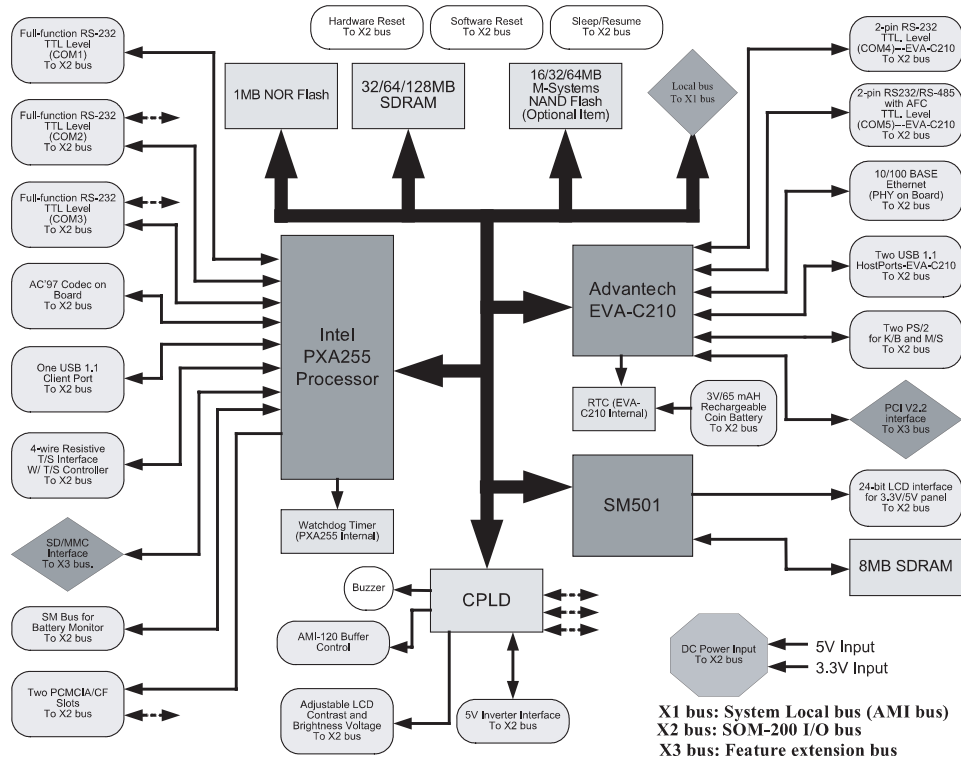 Full-function RS-232
TTL Level
(COM1)
To X2 bus
Full-function RS-232
TTL Level
(COM2)
To X2 bus
Full-function RS-232
TTL Level
(COM3)
To X2 bus
AC'97 Codec on
Board
To X2 bus
One USB 1.1
Client Port
To X2 bus
4-wire Resistive
T/S Interface
W/ T/S Controller
To X2 bus
SD/MMC
Interface
To X3 bus.
SM Bus for
Battery Monitor
To X2 bus
Two PCMCIA/CF
Slots
To X2 bus
Hardware Reset
To X2 bus
Software Reset
To X2 bus
Sleep/Resume
To X2 bus
1MB NOR Flash
32/64/128MB
SDRAM
16/32/64MB
M-Systems
NAND Flash
(Optional Item)
Local bus
To X1 bus
Intel
PXA255
Processor
Watchdog Timer
(PXA255 Internal)
Advantech
EVA-C210
RTC (EVA-
C210 Internal)
3V/65 mAH
Rechargeable
Coin Battery
To X2 bus
SM501
CPLD
Buzzer
AMI-120 Buffer
Control
Adjustable LCD
Contrast and
Brightness Voltage
To X2 bus
5V Inverter Interface
To X2 bus
2-pin RS-232
TTL. Level
(COM4)---EVA-C210
To X2 bus
2-pin RS232/RS-485
with AFC
TTL. Level
(COM5)---EVA-C210
To X2 bus
10/100 BASE
Ethernet
(PHY on Board)
To X2 bus
Two USB 1.1
HostPorts-EVA-C210
To X2 bus
Two PS/2
for K/B and M/S
To X2 bus
PCI V2.2
interface
To X3 bus
24-bit LCD interface
for 3.3V/5V panel
To X2 bus
8MB SDRAM
DC Power Input
To X2 bus
5V Input
3.3V Input
X1 bus: System Local bus (AMI bus)
X2 bus: SOM-200 I/O bus
X3 bus: Feature extension bus